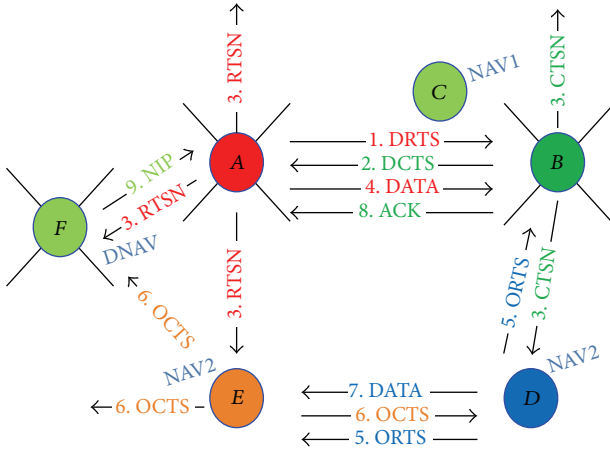 3. RTSN
3. CTSN
C
NAV1
A
1. DRTS
B
2. DCTS
9. NIP
4. DATA
3. RTSN
8. ACK
F
DNAV
3. RTSN
5. ORTS
3. CTSN
6. OCTS
NAV2
NAV2
E
7. DATA
D
6. OCTS
6. OCTS
5. ORTS